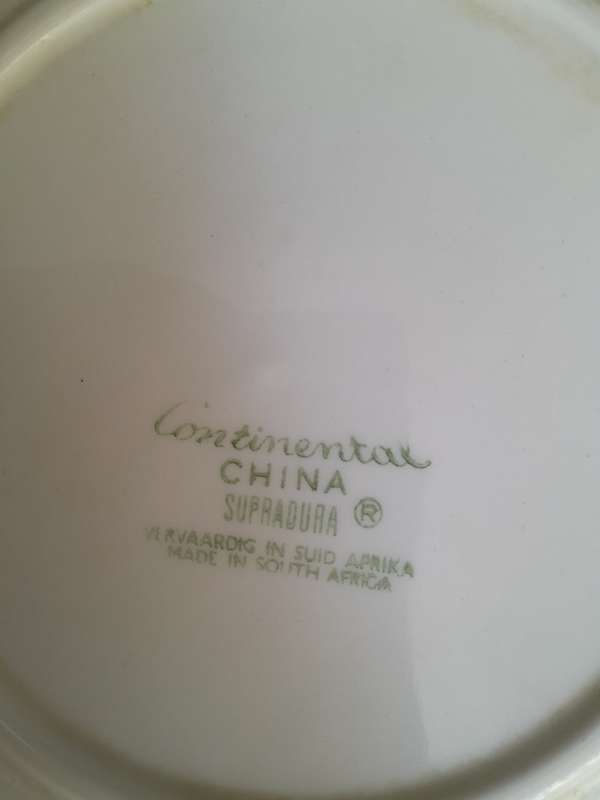 Continental
CHINA
SUPRADURA ®
VERVAARDIG IN SUID AFRIKA
MADE IN SOUTH AFRICA